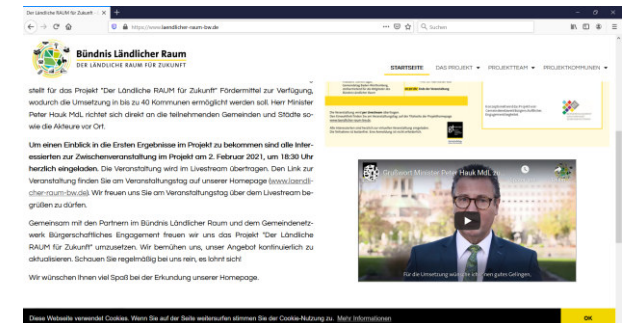 Der Ländliche RAUM für Zukunft
https://www.laendlicher-raum-bw.de
Suchen
Bündnis Ländlicher Raum
DER LÄNDLICHE RAUM FÜR ZUKUNFT
STARTSEITE DAS PROJEKT PROJEKTTEAM PROJEKTKOMMUNEN
stellt für das Projekt "Der Ländliche RAUM für Zukunft" Fördermittel zur Verfügung,
wodurch die Umsetzung in bis zu 40 Kommunen ermöglicht werden soll. Herr Minister
Peter Hauk MdL richtet sich direkt an die teilnehmenden Gemeinden und Städte so-
wie die Akteure vor Ort.
Um einen Einblick in die Ersten Ergebnisse im Projekt zu bekommen sind alle Inter-
essierten zur Zwischenveranstaltung im Projekt am 2. Februar 2021, um 18:30 Uhr
herzlich eingeladen. Die Veranstaltung wird im Livestream übertragen. Den Link zur
Veranstaltung finden Sie am Veranstaltungstag auf unserer Homepage (www.laendli-
cher-raum-bw.de). Wir freuen uns Sie am Veranstaltungstag über dem Livestream be-
grüßen zu dürfen.
Gemeinsam mit den Partnern im Bündnis Ländlicher Raum und dem Gemeindenetz-
werk Bürgerschaftliches Engagement freuen wir uns das Projekt "Der Ländliche
RAUM für Zukunft" umzusetzen. Wir bemühen uns, unser Angebot kontinuierlich zu
aktualisieren. Schauen Sie regelmäßig bei uns rein, es lohnt sich!
Wir wünschen Ihnen viel Spaß bei der Erkundung unserer Homepage.
Grußwort Minister Peter Hauk MdL zu...
Für die Umsetzung wünsche ich Ihnen gutes Gelingen.
Diese Webseite verwendet Cookies. Wenn Sie auf der Seite weitersurfen stimmen Sie der Cookie-Nutzung zu. Mehr Informationen
OK